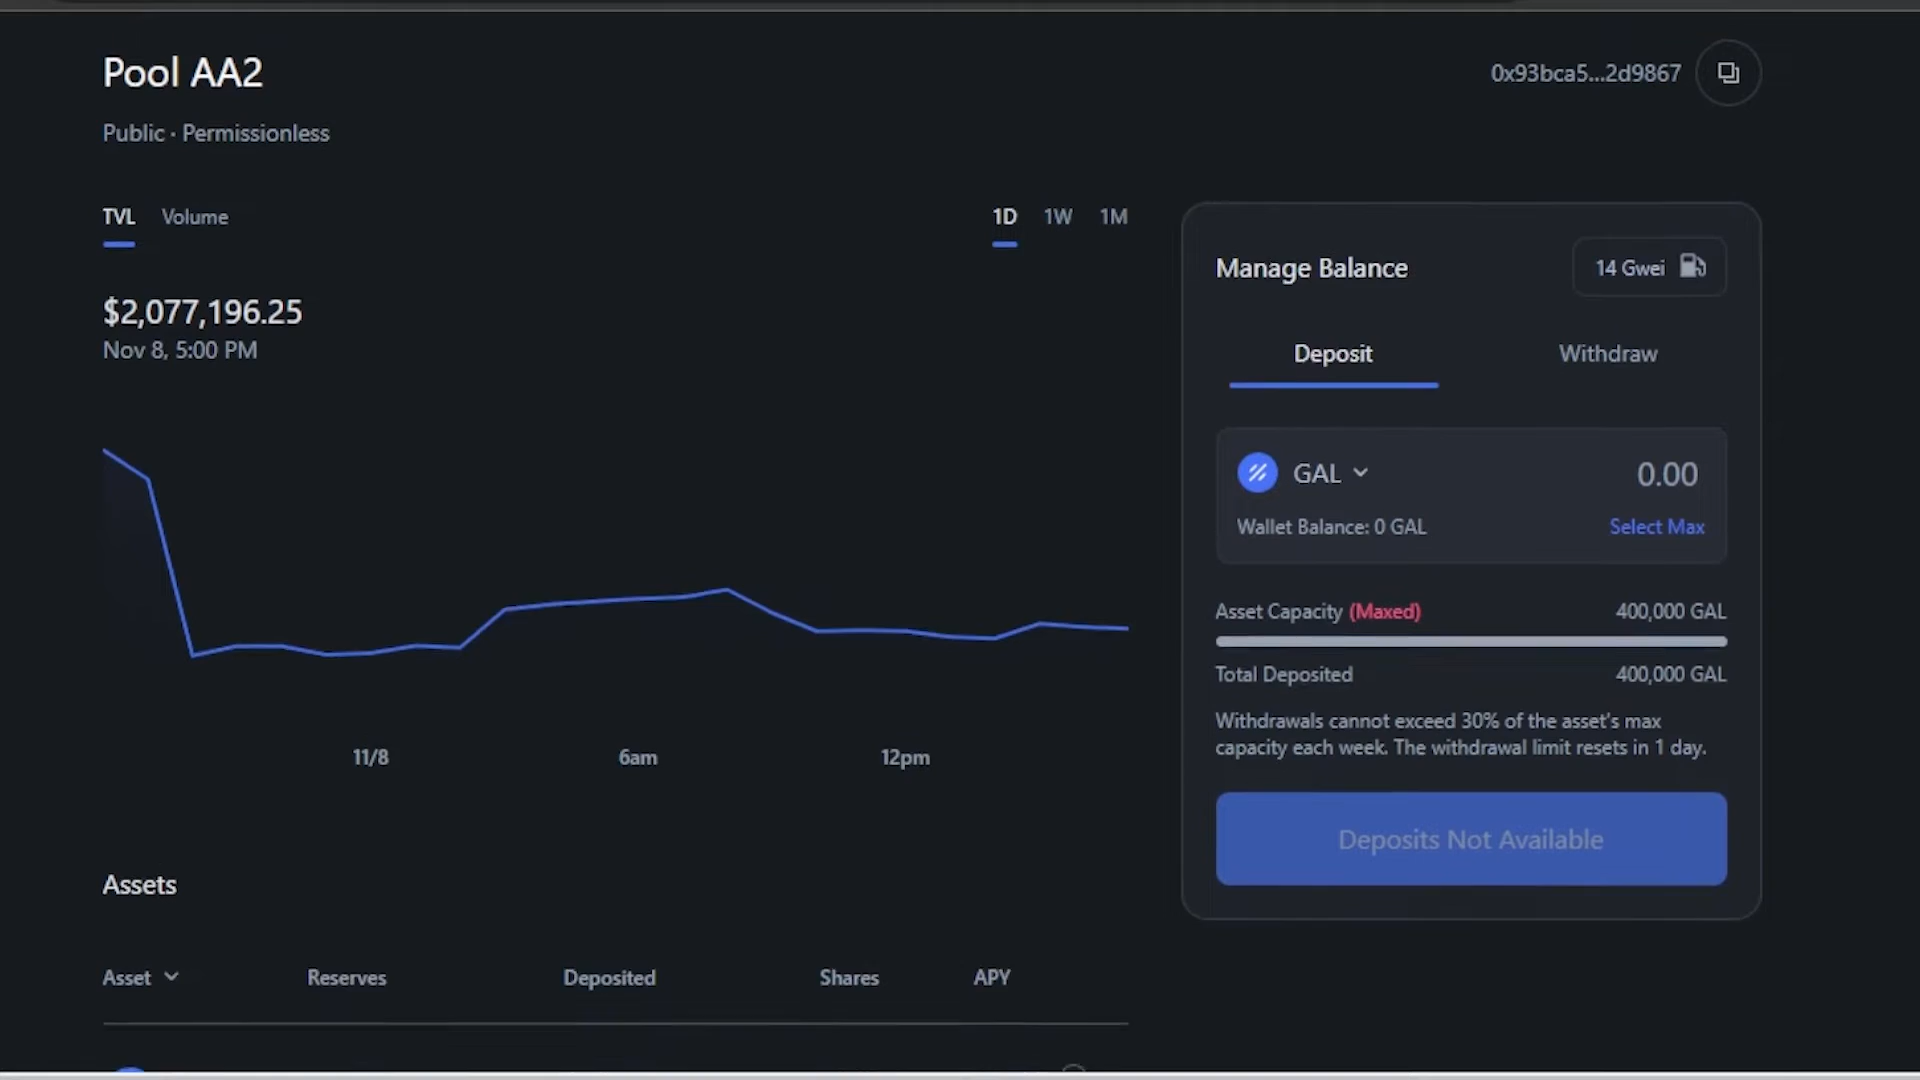 Pool AA2
0x93bca5...2d9867
Public · Permissionless
TVL Volume
1D 1W 1M
$2,077,196.25
Nov 8, 5:00 PM
11/8 6am 12pm
Manage Balance
14 Gwei
Deposit Withdraw
GAL 0.00
Wallet Balance: 0 GAL Select Max
Asset Capacity (Maxed) 400,000 GAL
Total Deposited 400,000 GAL
Withdrawals cannot exceed 30% of the asset's max
capacity each week. The withdrawal limit resets in 1 day.
Deposits Not Available
Assets
Asset Reserves Deposited Shares APY